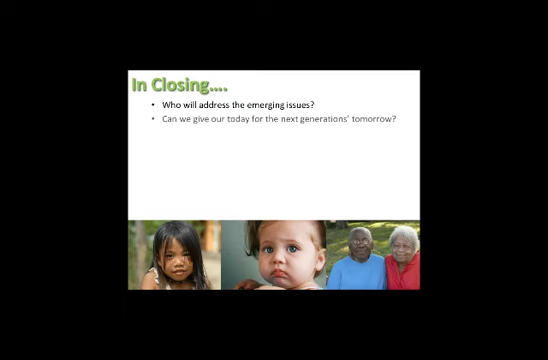 In Closing....
• Who will address the emerging issues?
• Can we give our today for the next generations' tomorrow?